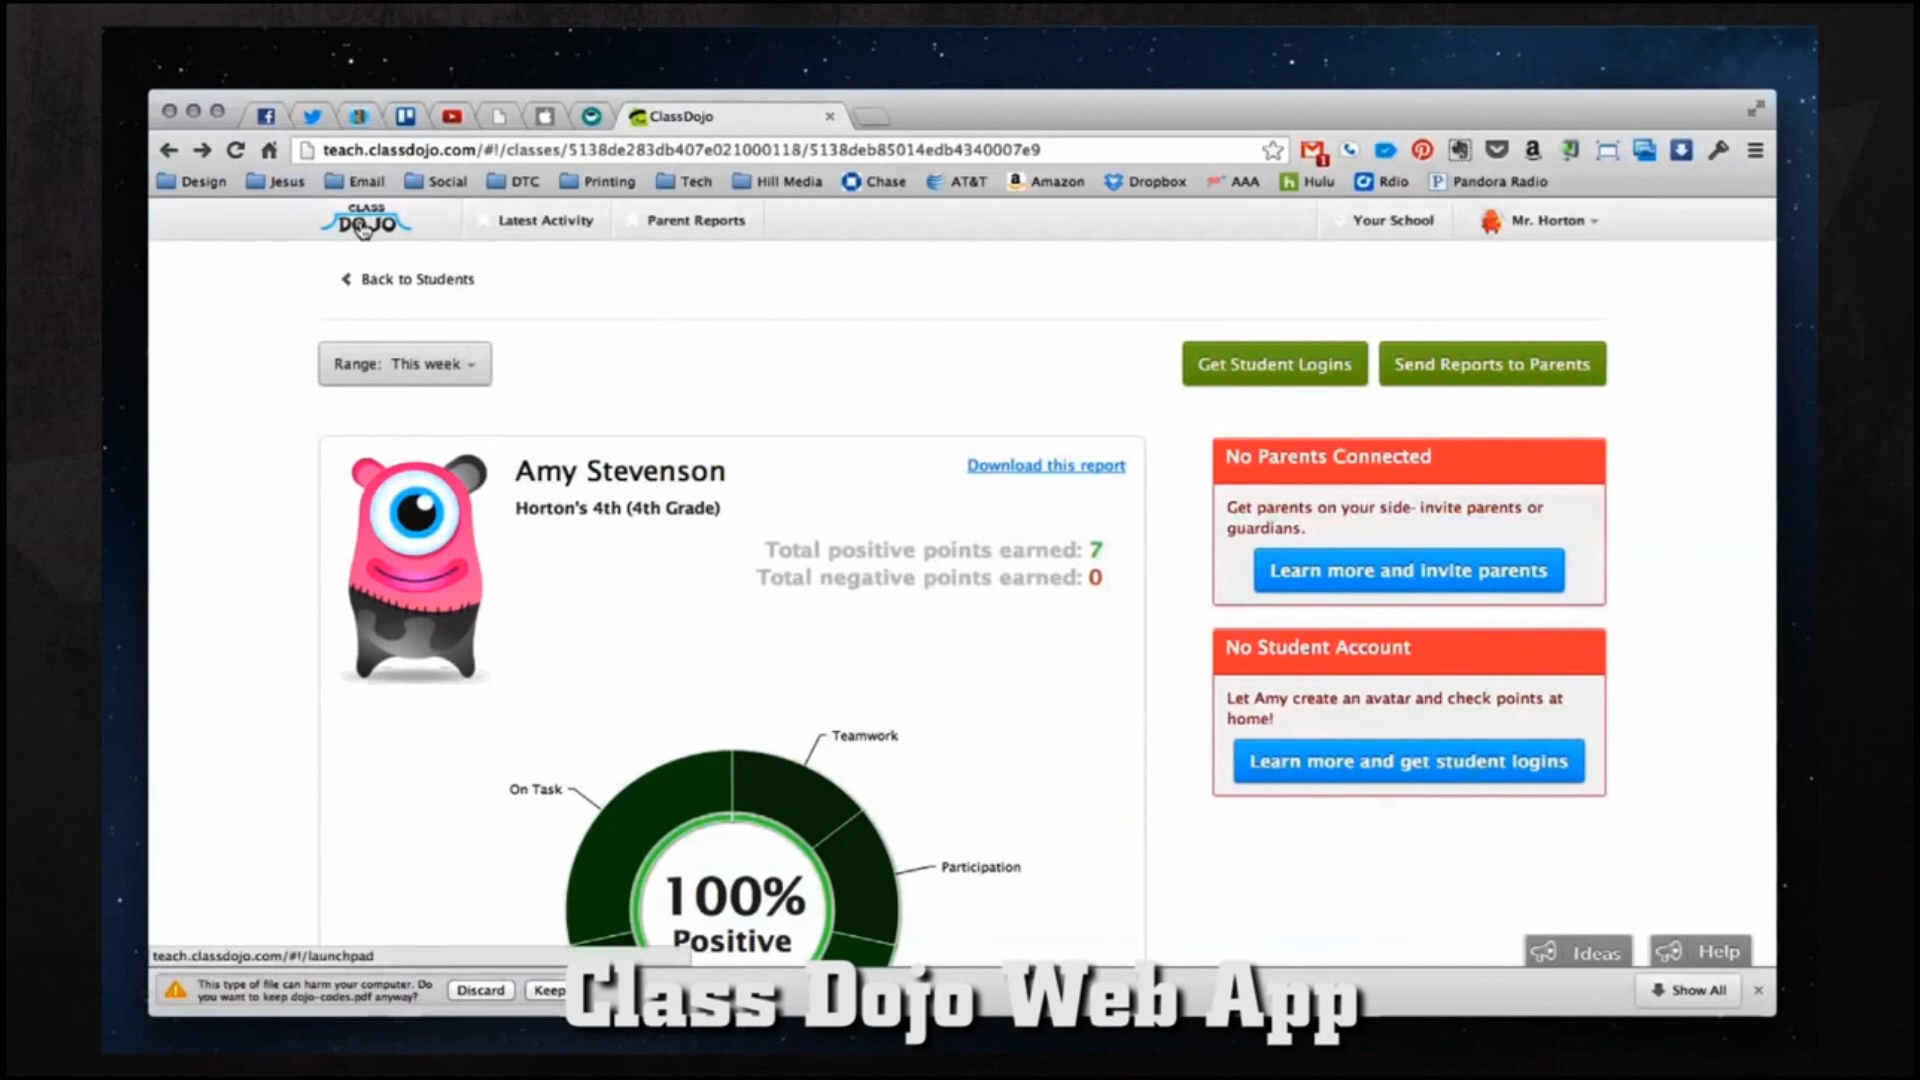 ClassDojo
teach.classdojo.com/#!/classes/5138de283db407e021000118/5138deb85014edb4340007e9
Design Jesus Email Social DTC Printing Tech Hill Media Chase AT&T Amazon Dropbox AAA Hulu Rdio Pandora Radio
CLASS
DOJO
Latest Activity Parent Reports Your School Mr. Horton
Back to Students
Range: This week
Get Student Logins Send Reports to Parents
Amy Stevenson
Download this report
Horton's 4th (4th Grade)
Total positive points earned: 7
Total negative points earned: 0
No Parents Connected
Get parents on your side- invite parents or
guardians.
Learn more and invite parents
No Student Account
Let Amy create an avatar and check points at
home!
Learn more and get student logins
Teamwork
On Task
Participation
100%
Positive
Ideas Help
teach.classdojo.com/#!/launchpad
This type of file can harm your computer. Do
you want to keep dojo-codes.pdf anyway?
Discard Keep
Show All
Class Dojo Web App